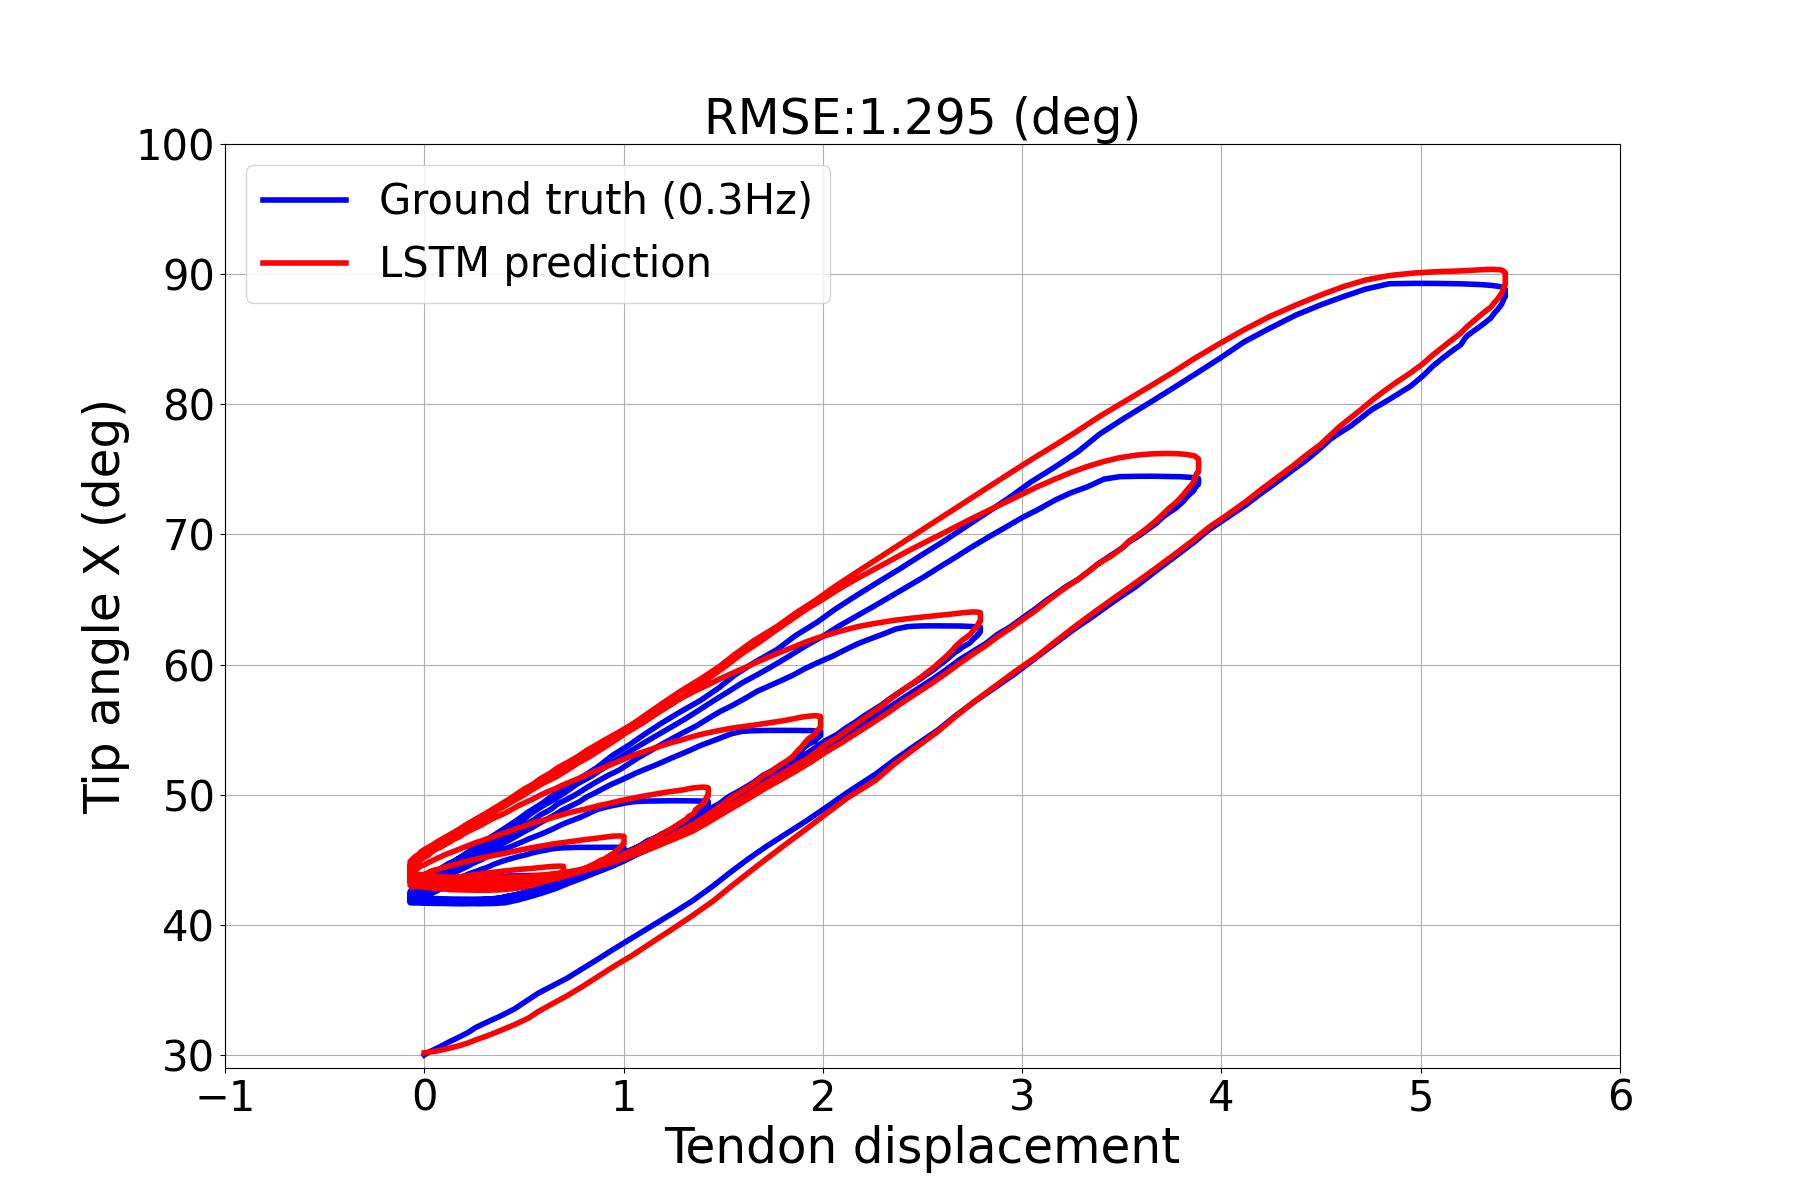 RMSE:1.295 (deg)
Ground truth (0.3Hz)
LSTM prediction
Tip angle X (deg)
100
90
80
70
60
50
40
30
−1 0 1 2 3 4 5 6
Tendon displacement